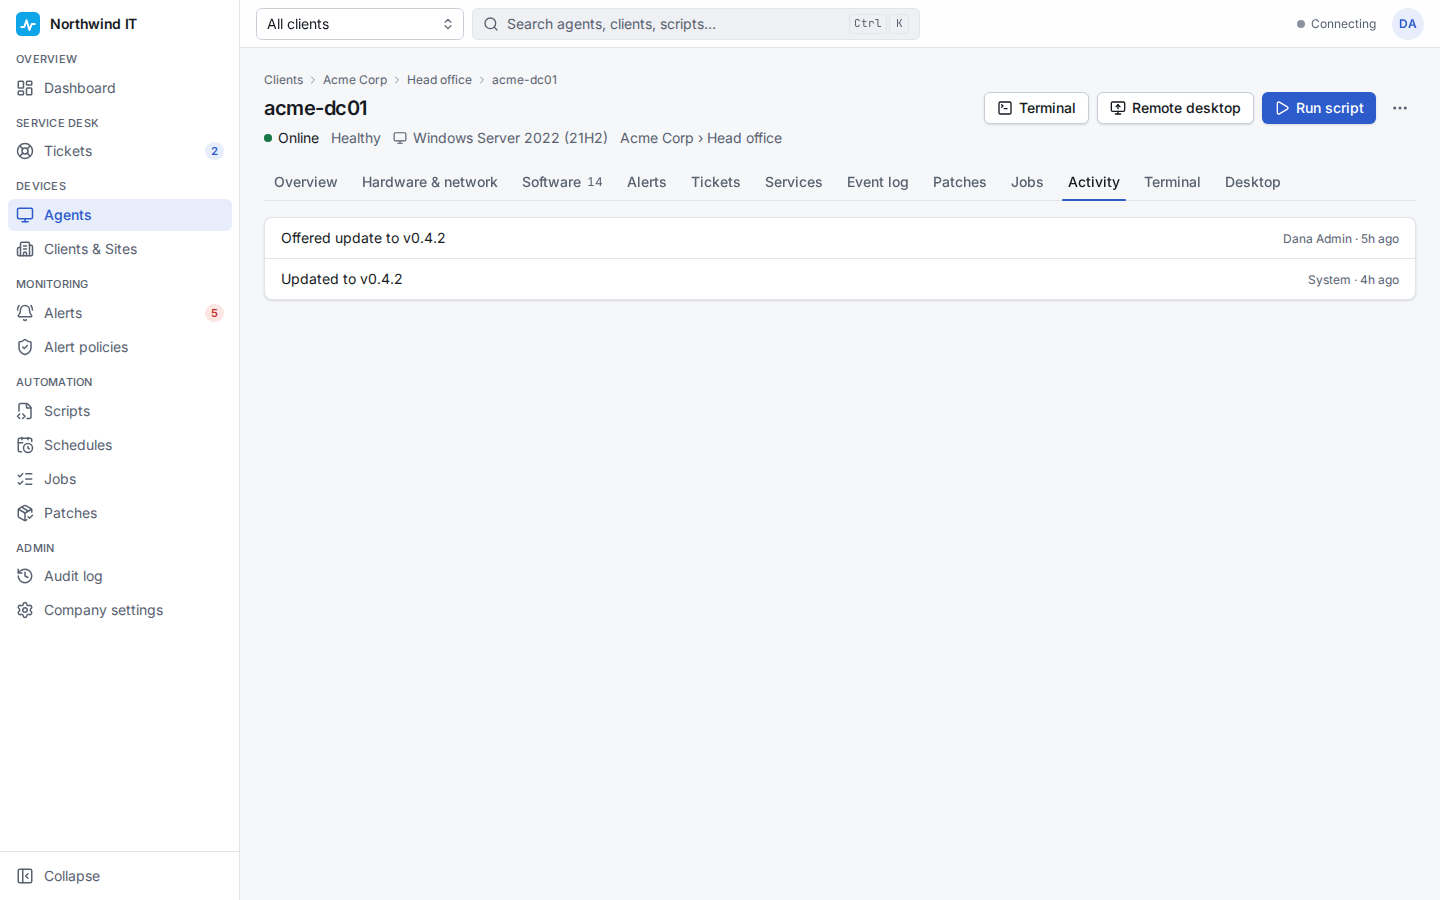 Northwind IT
OVERVIEW
Dashboard
SERVICE DESK
Tickets 2
DEVICES
Agents
Clients & Sites
MONITORING
Alerts 5
Alert policies
AUTOMATION
Scripts
Schedules
Jobs
Patches
ADMIN
Audit log
Company settings
Collapse
All clients
Search agents, clients, scripts... Ctrl K
Connecting
DA
Clients > Acme Corp > Head office > acme-dc01
acme-dc01
Terminal Remote desktop Run script
Online Healthy Windows Server 2022 (21H2) Acme Corp › Head office
Overview Hardware & network Software 14 Alerts Tickets Services Event log Patches Jobs Activity Terminal Desktop
Offered update to v0.4.2 Dana Admin · 5h ago
Updated to v0.4.2 System · 4h ago